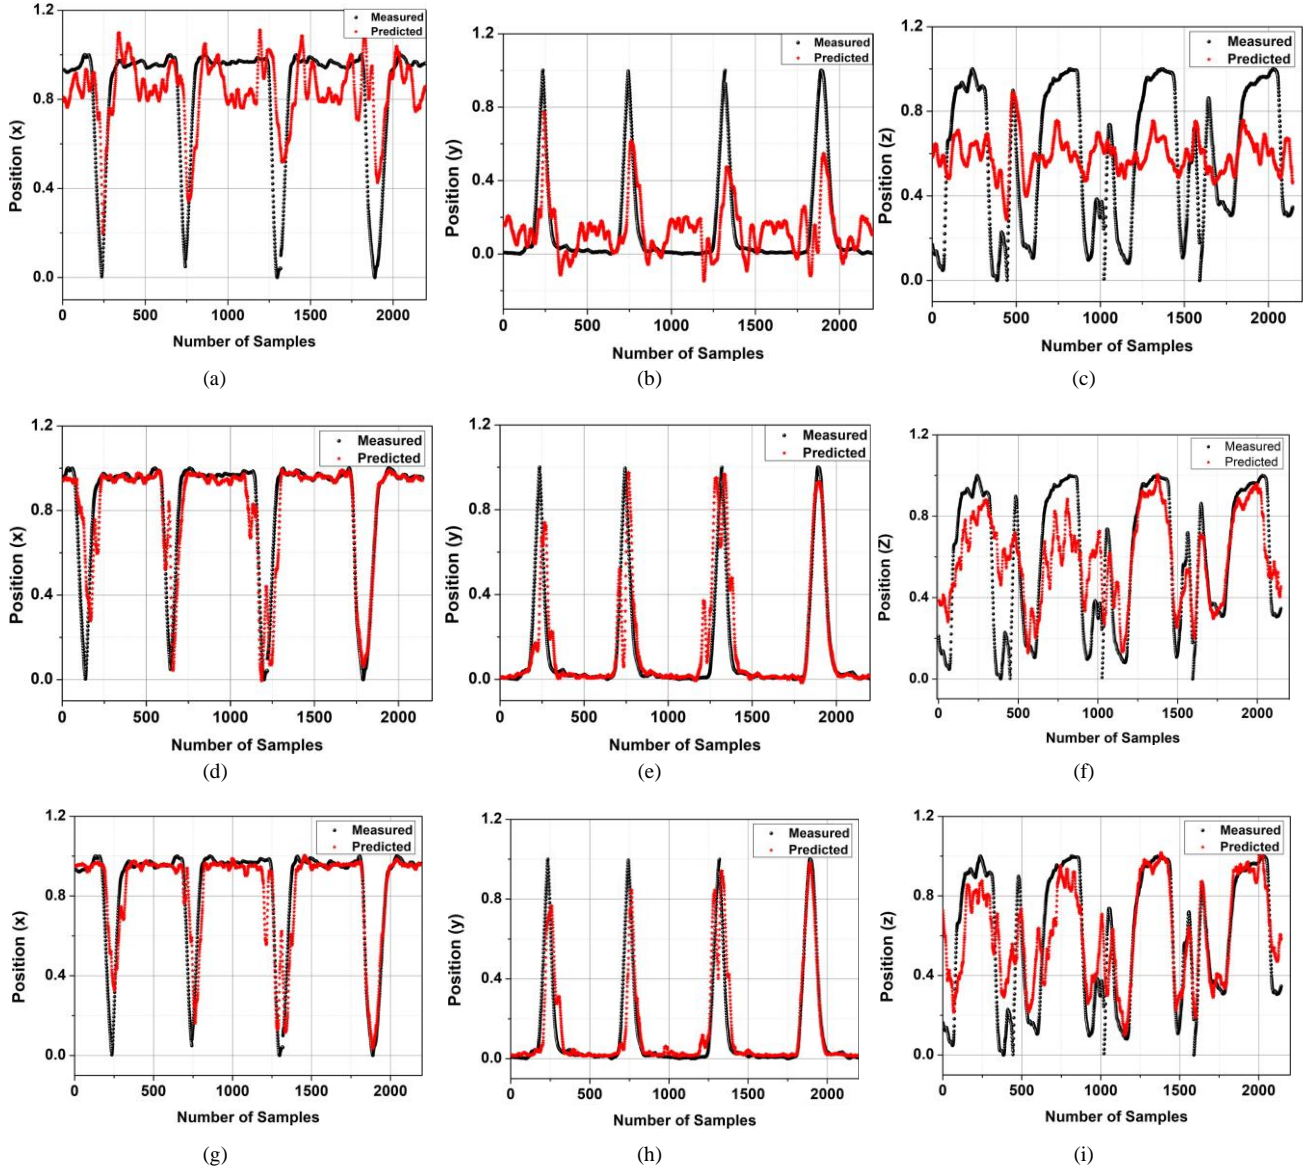 1.2
0.8
0.4
0.0
Position (x)
Measured
Predicted
0 500 1000 1500 2000
Number of Samples
(a)
1.2
0.8
0.4
0.0
Position (y)
Measured
Predicted
0 500 1000 1500 2000
Number of Samples
(b)
1.2
0.8
0.4
0.0
Position (z)
Measured
Predicted
0 500 1000 1500 2000
Number of Samples
(c)
1.2
0.8
0.4
0.0
Position (x)
Measured
Predicted
0 500 1000 1500 2000
Number of Samples
(d)
1.2
0.8
0.4
0.0
Position (y)
Measured
Predicted
0 500 1000 1500 2000
Number of Samples
(e)
1.2
0.8
0.4
0.0
Position (Z)
Measured
Predicted
0 500 1000 1500 2000
Number of Samples
(f)
1.2
0.8
0.4
0.0
Position (x)
Measured
Predicted
0 500 1000 1500 2000
Number of Samples
(g)
1.2
0.8
0.4
0.0
Position (y)
Measured
Predicted
0 500 1000 1500 2000
Number of Samples
(h)
1.2
0.8
0.4
0.0
Position (z)
Measured
Predicted
0 500 1000 1500 2000
Number of Samples
(i)